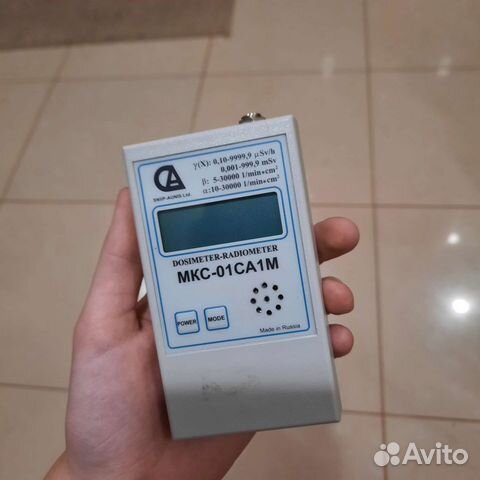 γ(X): 0,10-9999,9 μSv/h
0,001-999,9 mSv
β: 5-30000 1/min∗cm²
α: 10-30000 1/min∗cm²
SNIIP-AUNIS Ltd.
DOSIMETER-RADIOMETER
МКС-01СА1М
POWER
MODE
Made in Russia
Avito